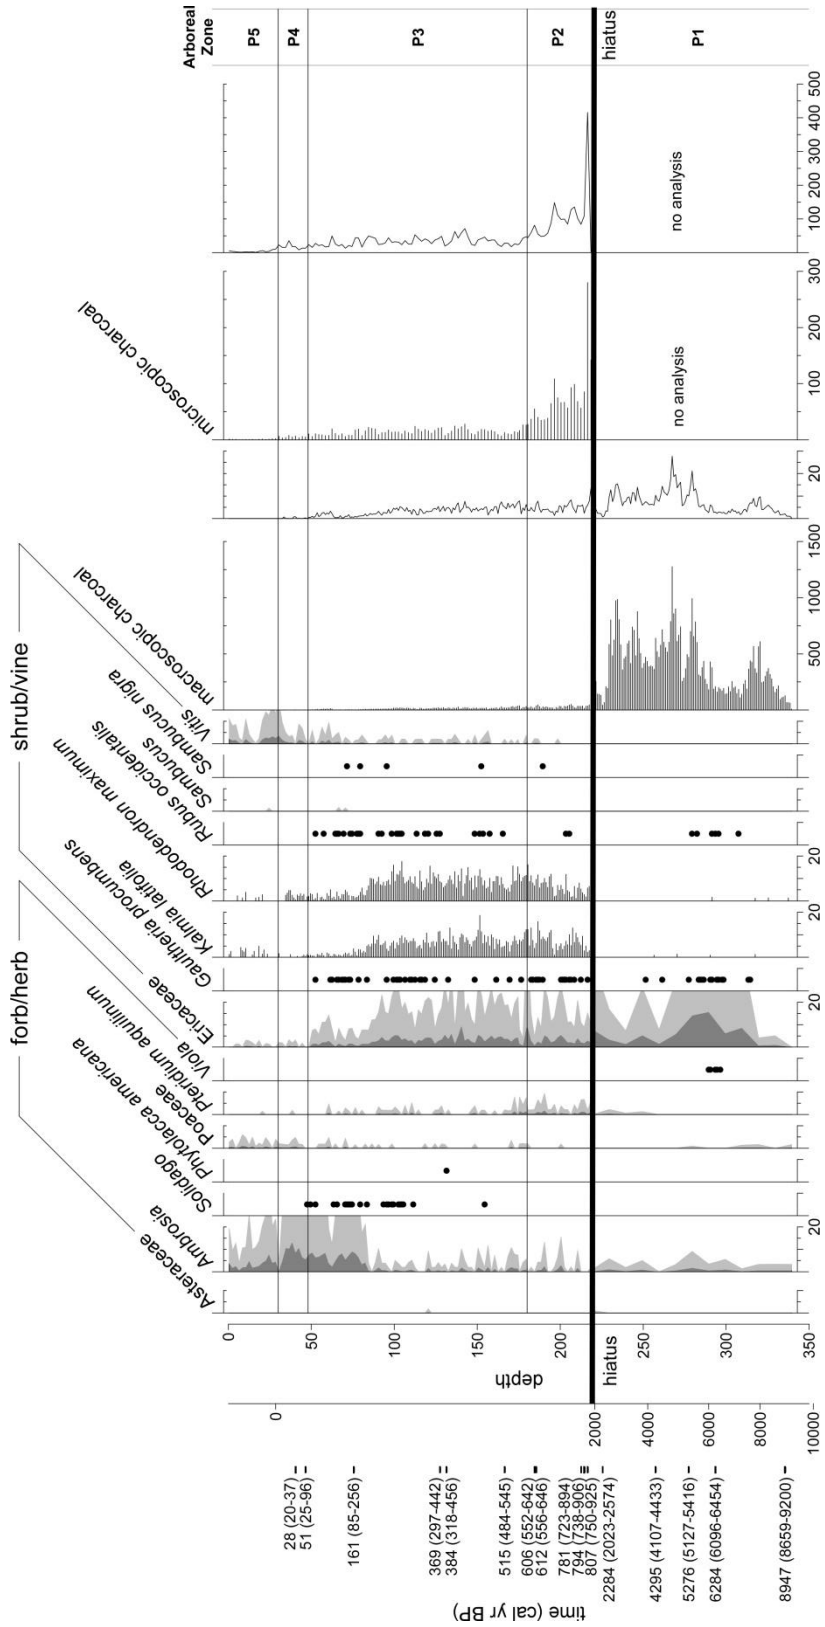 forb/herb
shrub/vine
Asteraceae
Ambrosia
Solidago
Phytolacca americana
Poaceae
Pteridium aquilinum
Viola
Ericaceae
Gaultheria procumbens
Kalmia latifolia
Rhododendron maximum
Rubus occidentalis
Sambucus
Sambucus nigra
Vitis
macroscopic charcoal
microscopic charcoal
Arboreal
Zone
P5
P4
P3
P2
hiatus
P1
no analysis
no analysis
20
20
20
20
500
1000
1500
20
100
200
300
100
200
300
400
500
depth
0
50
100
150
200
hiatus
250
300
350
0
2000
4000
6000
8000
10000
28 (20-37)
51 (25-96)
161 (85-256)
369 (297-442)
384 (318-456)
515 (484-545)
606 (552-642)
612 (556-646)
781 (723-894)
794 (738-906)
807 (750-925)
2284 (2023-2574)
4295 (4107-4433)
5276 (5127-5416)
6284 (6096-6454)
8947 (8659-9200)
time (cal yr BP)